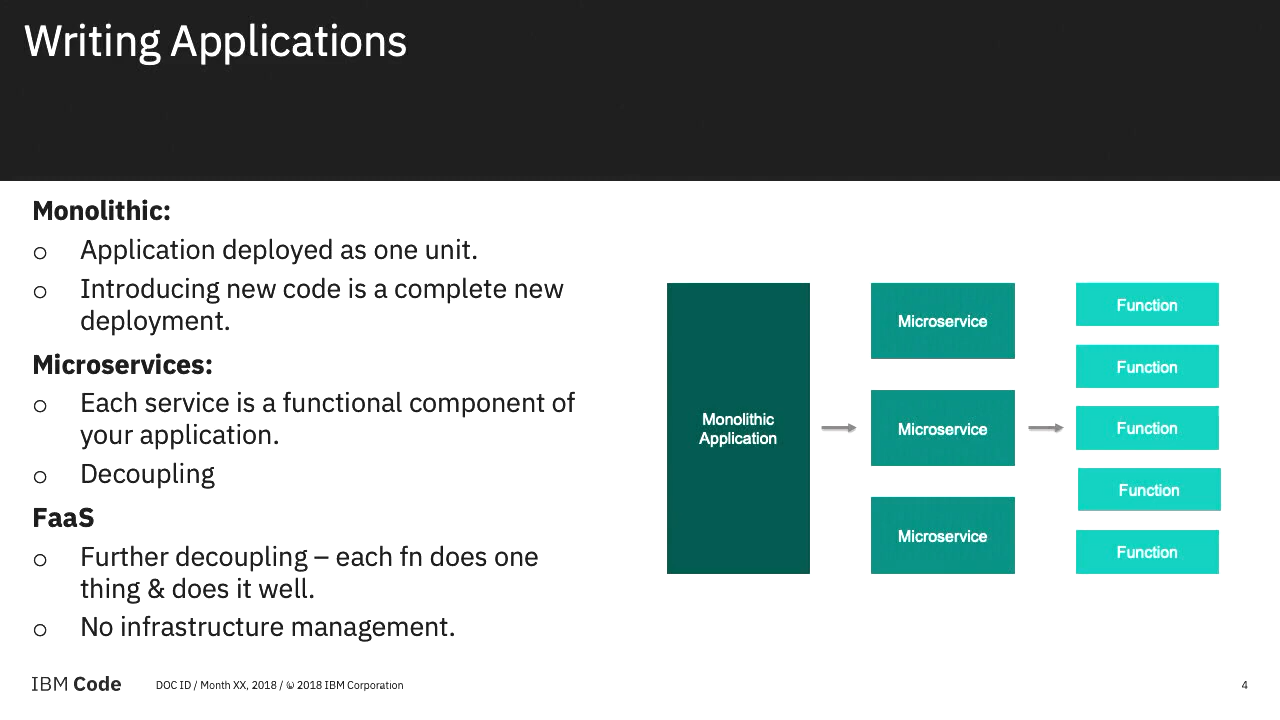 Writing Applications
Monolithic:
o Application deployed as one unit.
o Introducing new code is a complete new
deployment.
Microservices:
o Each service is a functional component of
your application.
o Decoupling
FaaS
o Further decoupling – each fn does one
thing & does it well.
o No infrastructure management.
Monolithic
Application
Microservice
Microservice
Microservice
Function
Function
Function
Function
Function
IBM Code
DOC ID / Month XX, 2018 / © 2018 IBM Corporation
4